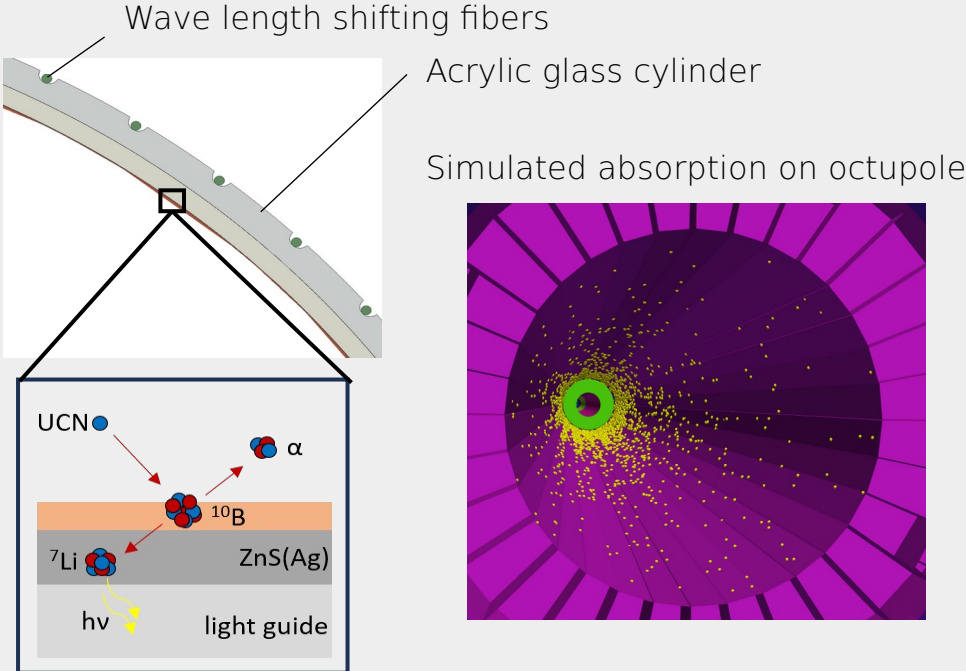 Wave length shifting fibers
Acrylic glass cylinder
Simulated absorption on octupole
UCN
α
¹⁰B
⁷Li
ZnS(Ag)
hν
light guide